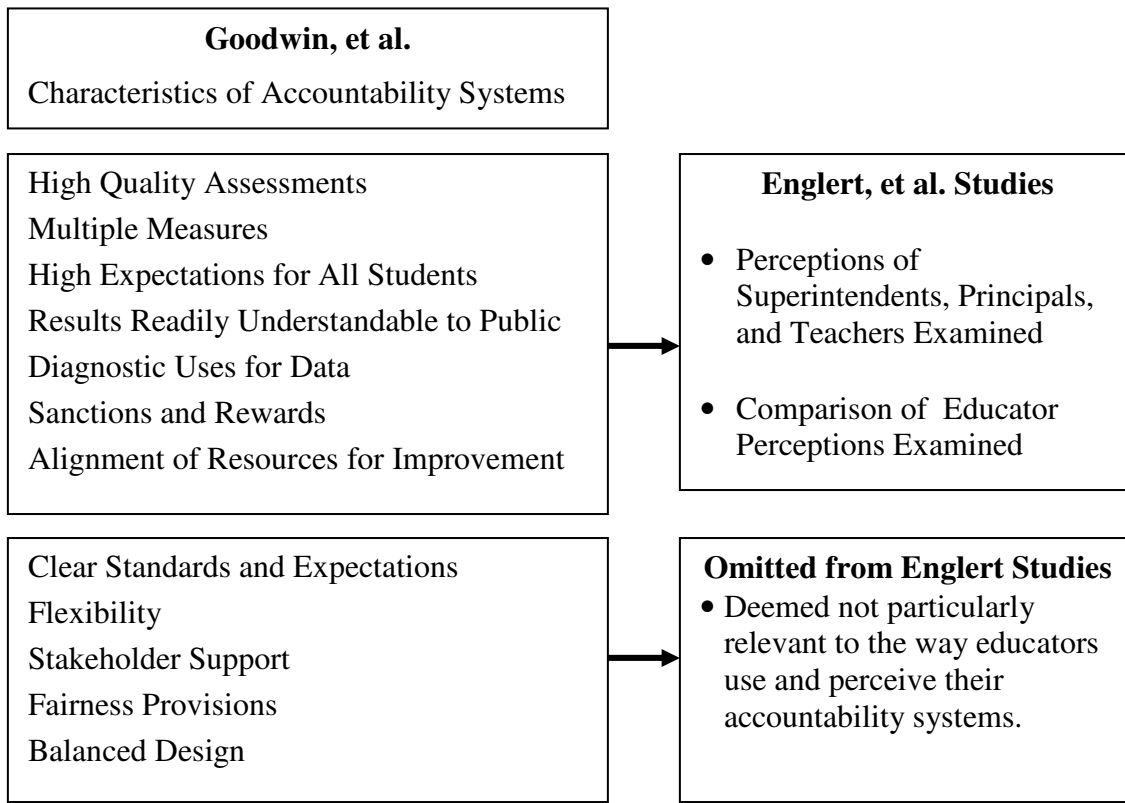 Goodwin, et al.
Characteristics of Accountability Systems
High Quality Assessments
Multiple Measures
High Expectations for All Students
Results Readily Understandable to Public
Diagnostic Uses for Data
Sanctions and Rewards
Alignment of Resources for Improvement
Englert, et al. Studies
• Perceptions of
Superintendents, Principals,
and Teachers Examined
• Comparison of Educator
Perceptions Examined
Clear Standards and Expectations
Flexibility
Stakeholder Support
Fairness Provisions
Balanced Design
Omitted from Englert Studies
• Deemed not particularly
relevant to the way educators
use and perceive their
accountability systems.